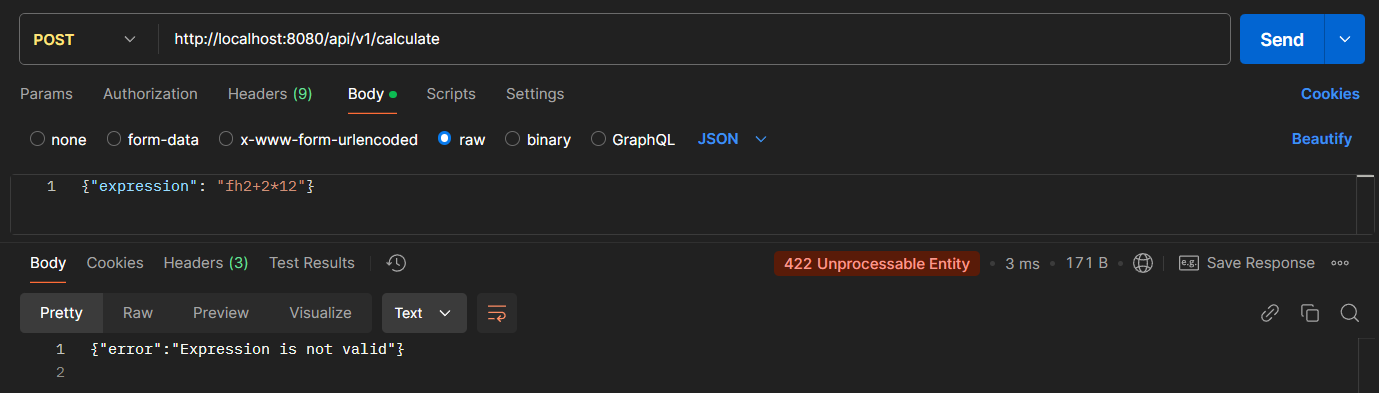 POST http://localhost:8080/api/v1/calculate Send
Params Authorization Headers (9) Body Scripts Settings Cookies
none form-data x-www-form-urlencoded raw binary GraphQL JSON Beautify
1 {"expression": "fh2+2*12"}
Body Cookies Headers (3) Test Results 422 Unprocessable Entity 3 ms 171 B e.g. Save Response
Pretty Raw Preview Visualize Text
1 {"error":"Expression is not valid"}
2